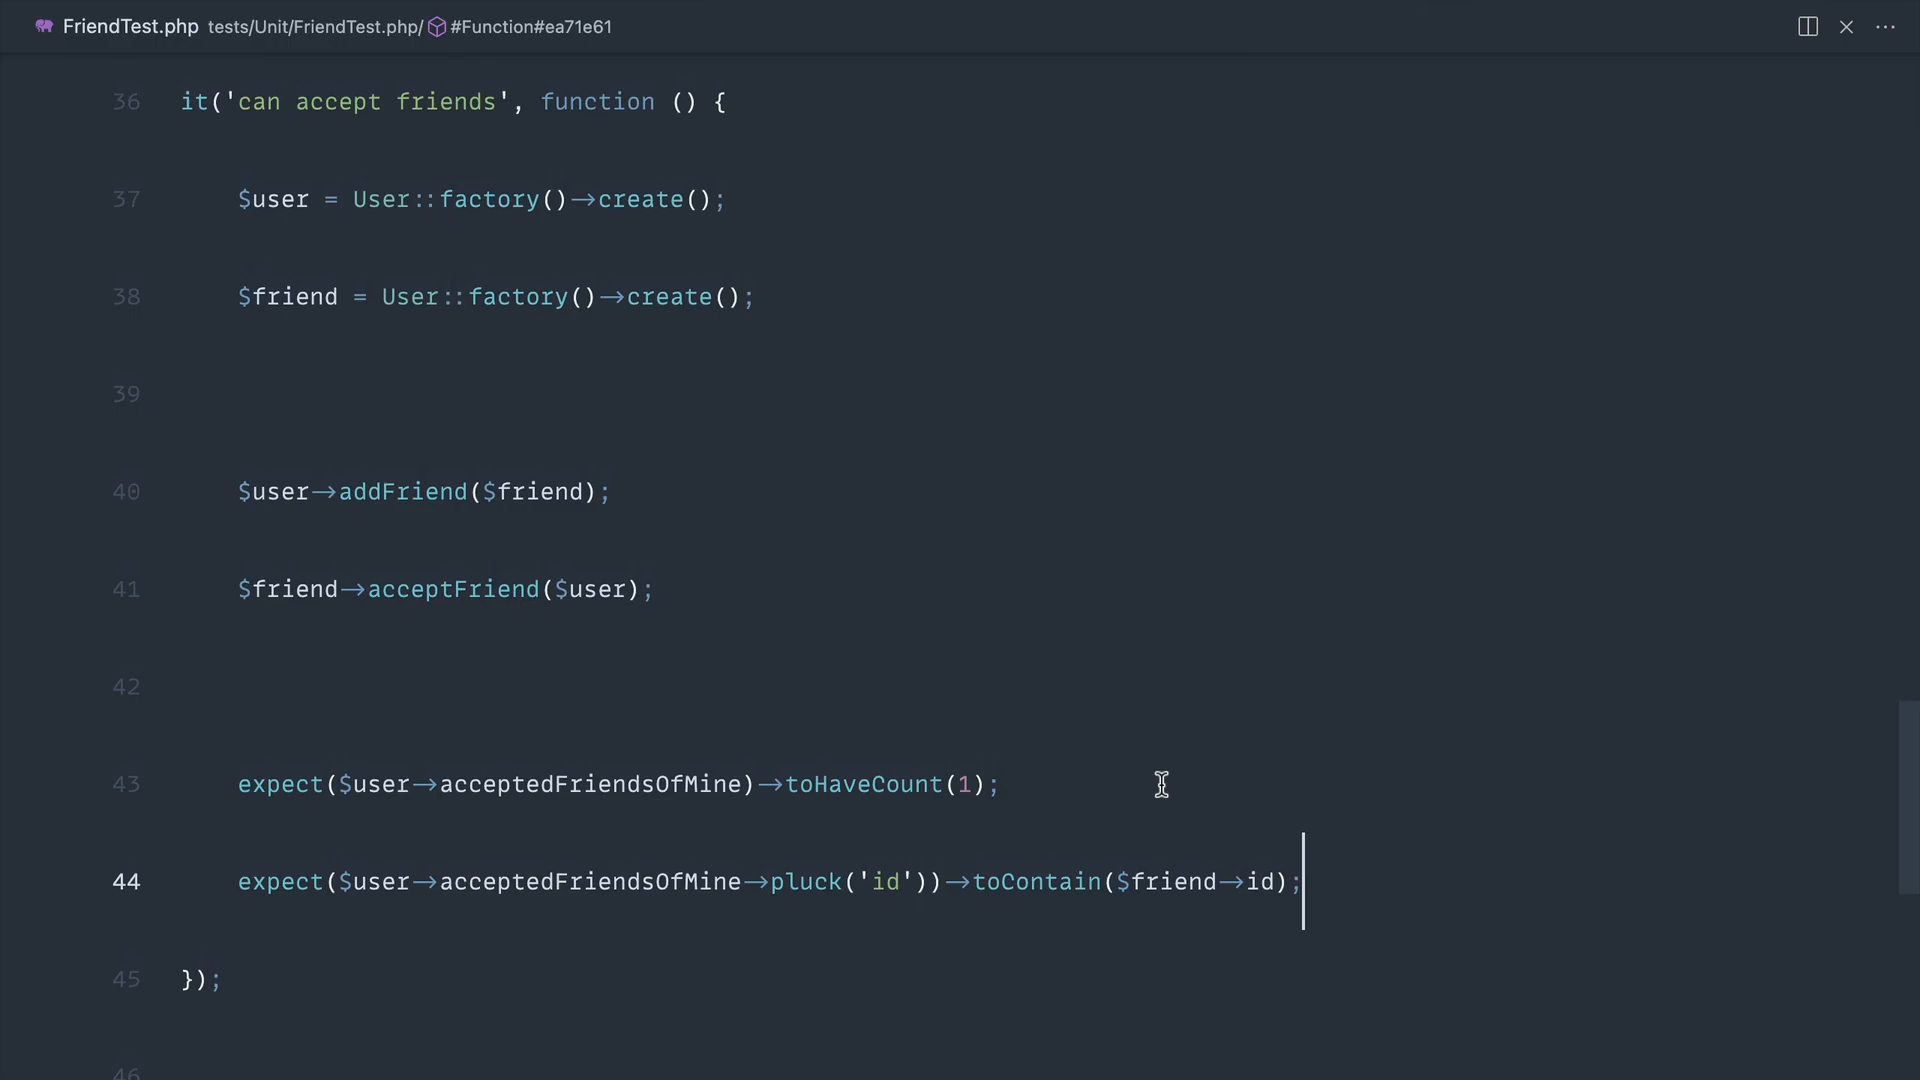 FriendTest.php tests/Unit/FriendTest.php/ #Function#ea71e61
36 it('can accept friends', function () {
37 $user = User::factory()->create();
38 $friend = User::factory()->create();
39
40 $user->addFriend($friend);
41 $friend->acceptFriend($user);
42
43 expect($user->acceptedFriendsOfMine)->toHaveCount(1);
44 expect($user->acceptedFriendsOfMine->pluck('id'))->toContain($friend->id);
45 });
46